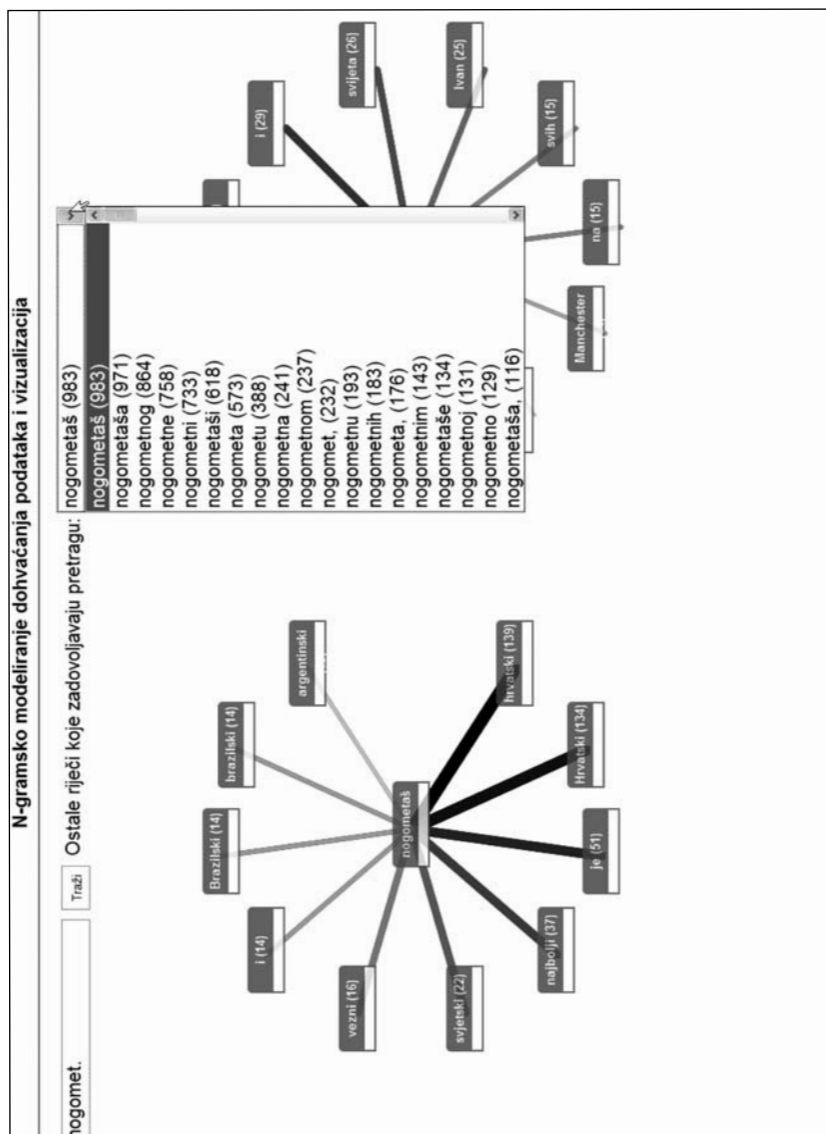 N-gramsko modeliranje dohvaćanja podataka i vizualizacija
nogomet.
Traži
Ostale riječi koje zadovoljavaju pretragu:
nogometaš (983)
nogometaš (983)
nogometaša (971)
nogometnog (864)
nogometne (758)
nogometni (733)
nogometaši (618)
nogometa (573)
nogometu (388)
nogometna (241)
nogometnom (237)
nogomet, (232)
nogometnu (193)
nogometnih (183)
nogometa, (176)
nogometnim (143)
nogometaše (134)
nogometnoj (131)
nogometno (129)
nogometaša, (116)
i (14)
Brazilski (14)
brazilski (14)
argentinski
vezni (16)
nogometaš
svjetski (22)
hrvatski (139)
najbolji (37)
je (51)
Hrvatski (134)
i (29)
svijeta (26)
Ivan (25)
svih (15)
na (15)
Manchester